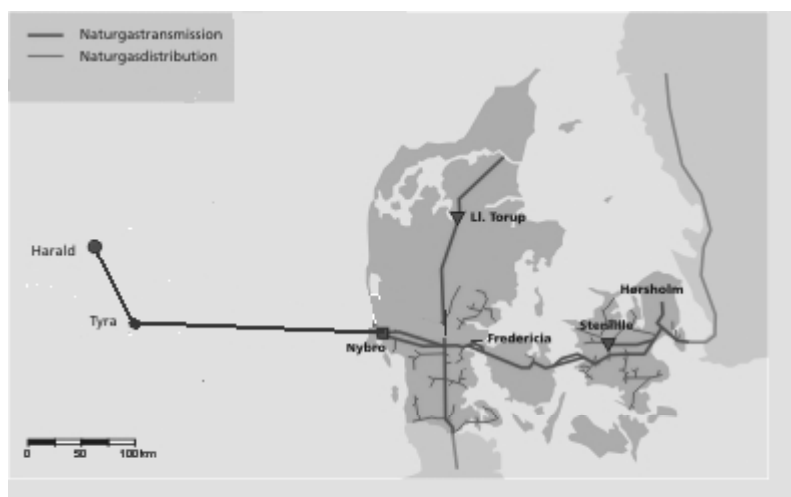 Naturgastransmission
Naturgasdistribution
Ll. Torup
Harald
Hørsholm
Tyra
Stenlille
Nybro
Fredericia
0 50 100 km